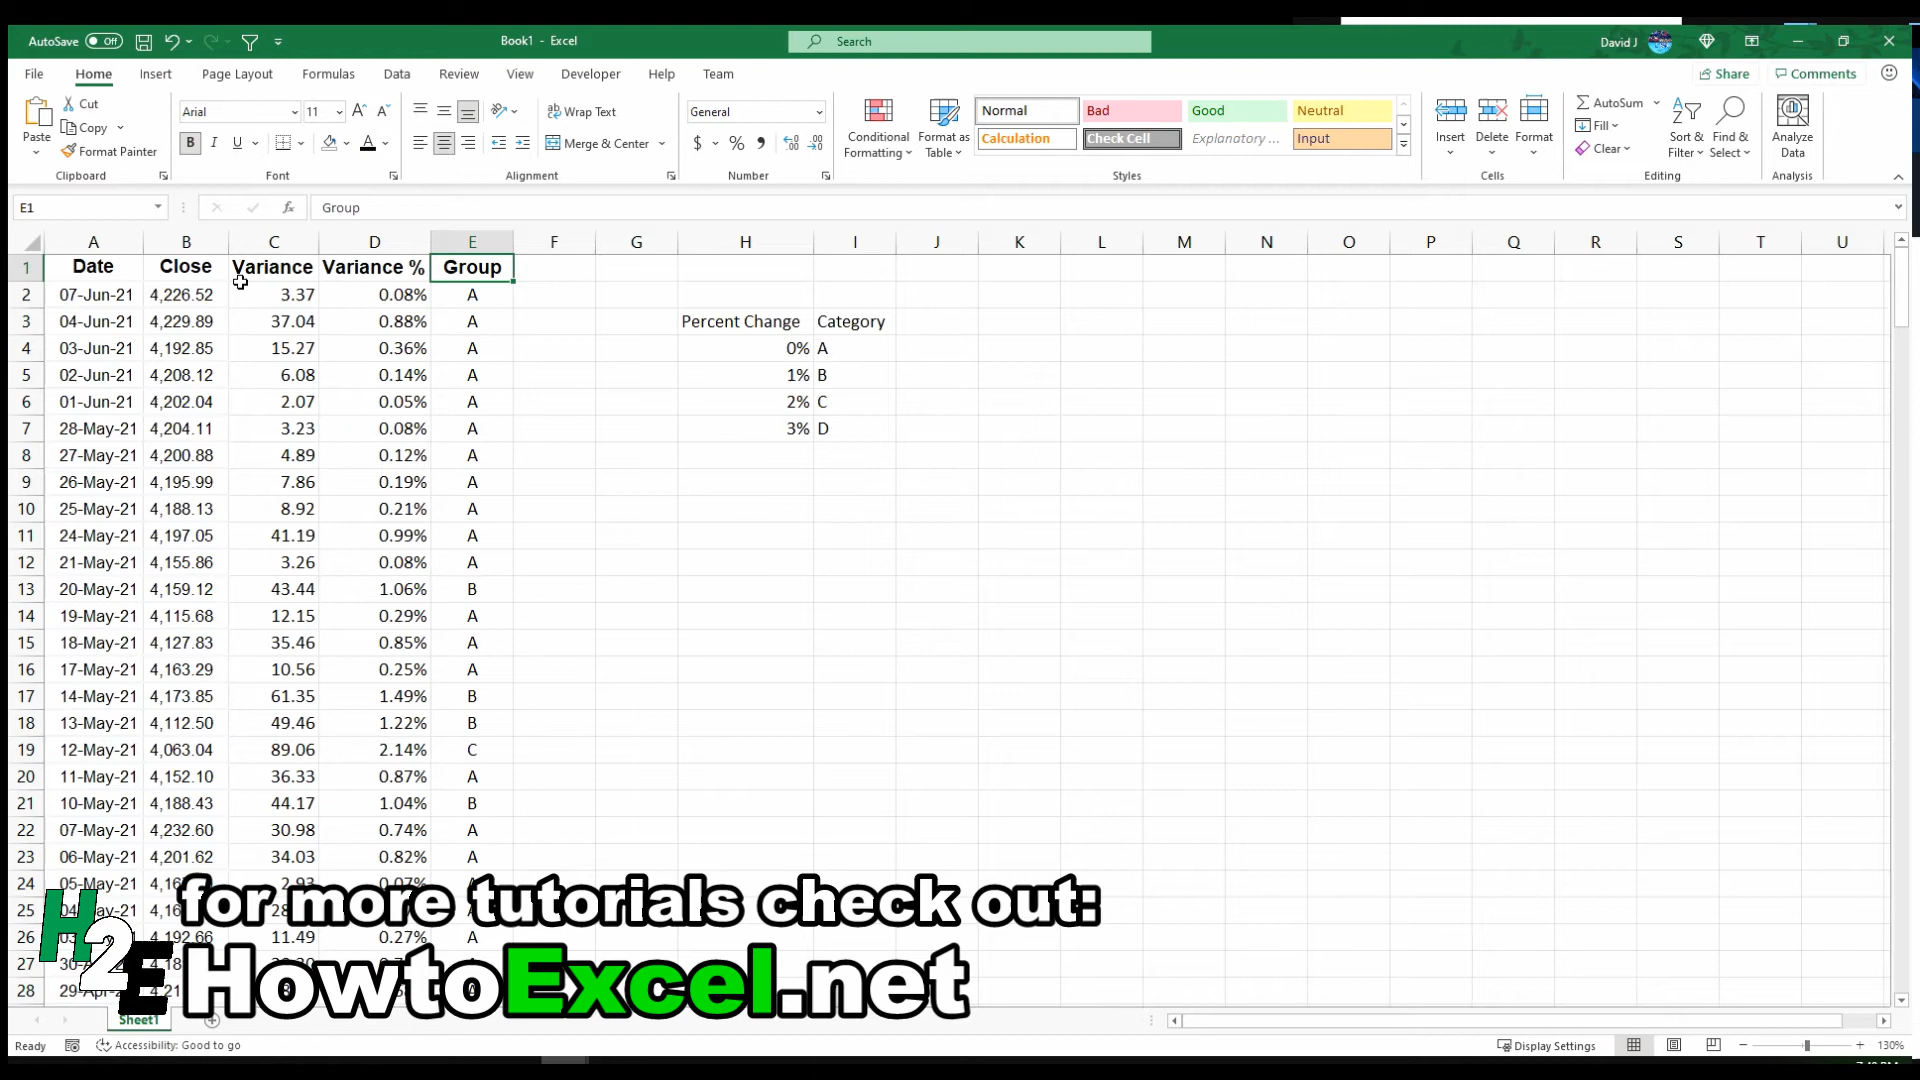 AutoSave Off Book1 - Excel Search David J
File Home Insert Page Layout Formulas Data Review View Developer Help Team Share Comments
Paste Cut Copy Format Painter Clipboard
Arial 11 B I U Font
Wrap Text Merge & Center Alignment
General $ % Number
Conditional Formatting Format as Table Normal Bad Good Neutral Calculation Check Cell Explanatory ... Input Styles
Insert Delete Format Cells
AutoSum Fill Clear Sort & Filter Find & Select Editing
Analyze Data Analysis
E1 fx Group
A B C D E F G H I J K L M N O P Q R S T U
1 Date Close Variance Variance % Group
2 07-Jun-21 4,226.52 3.37 0.08% A
3 04-Jun-21 4,229.89 37.04 0.88% A Percent Change Category
4 03-Jun-21 4,192.85 15.27 0.36% A 0% A
5 02-Jun-21 4,208.12 6.08 0.14% A 1% B
6 01-Jun-21 4,202.04 2.07 0.05% A 2% C
7 28-May-21 4,204.11 3.23 0.08% A 3% D
8 27-May-21 4,200.88 4.89 0.12% A
9 26-May-21 4,195.99 7.86 0.19% A
10 25-May-21 4,188.13 8.92 0.21% A
11 24-May-21 4,197.05 41.19 0.99% A
12 21-May-21 4,155.86 3.26 0.08% A
13 20-May-21 4,159.12 43.44 1.06% B
14 19-May-21 4,115.68 12.15 0.29% A
15 18-May-21 4,127.83 35.46 0.85% A
16 17-May-21 4,163.29 10.56 0.25% A
17 14-May-21 4,173.85 61.35 1.49% B
18 13-May-21 4,112.50 49.46 1.22% B
19 12-May-21 4,063.04 89.06 2.14% C
20 11-May-21 4,152.10 36.33 0.87% A
21 10-May-21 4,188.43 44.17 1.04% B
22 07-May-21 4,232.60 30.98 0.74% A
23 06-May-21 4,201.62 34.03 0.82% A
24
25
26 4,192.66 11.49 0.27% A
27
28
for more tutorials check out:
H2E HowtoExcel.net
Sheet1
Ready Accessibility: Good to go Display Settings 130%